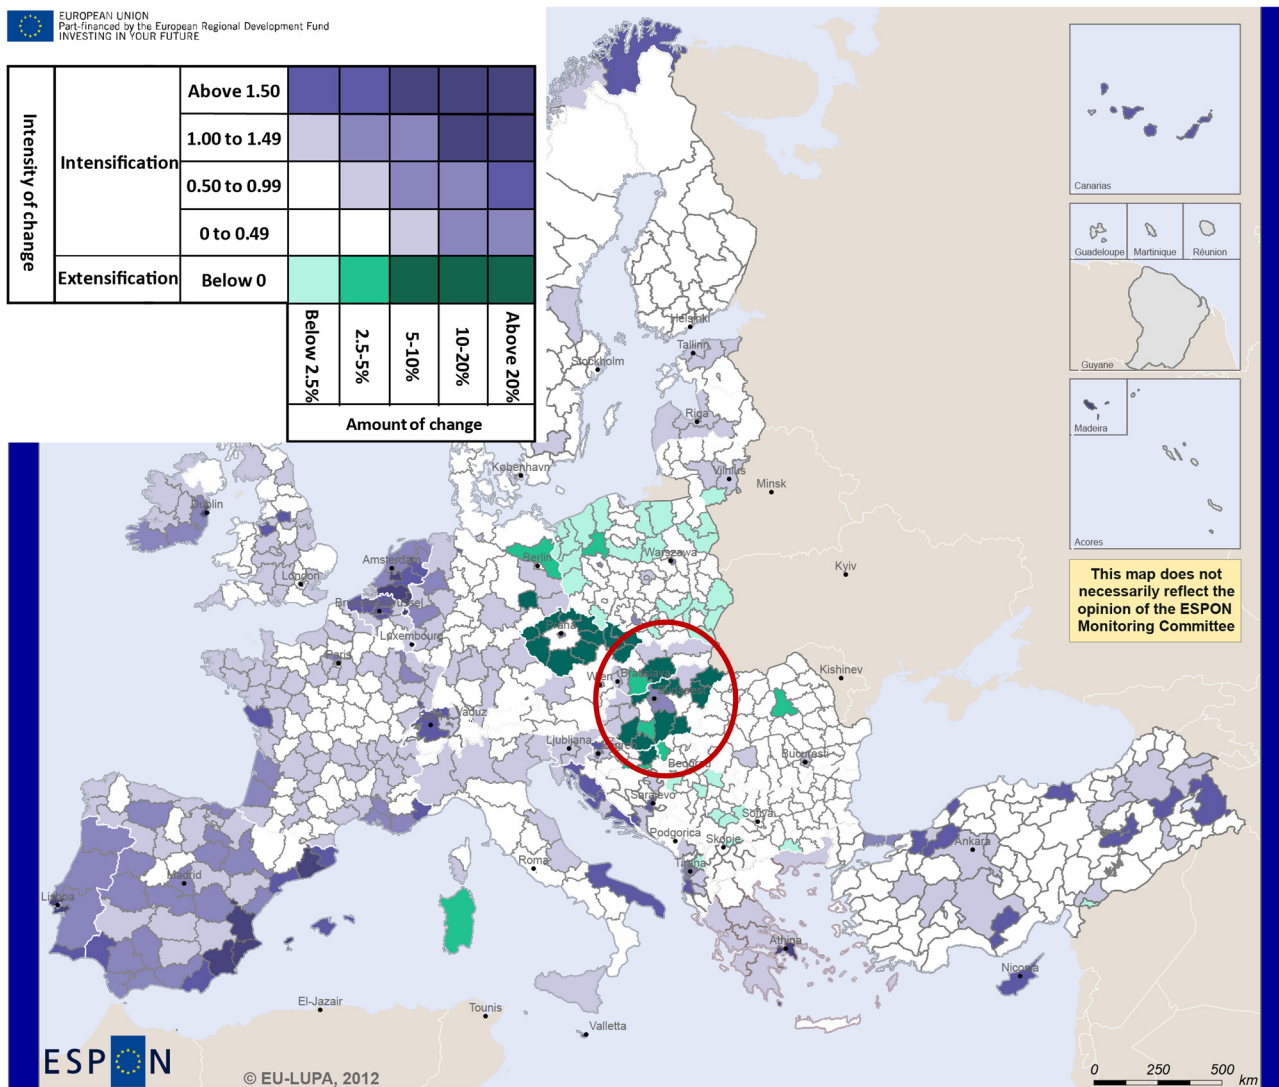 EUROPEAN UNION
Part-financed by the European Regional Development Fund
INVESTING IN YOUR FUTURE
Intensity of change
Intensification
Above 1.50
1.00 to 1.49
0.50 to 0.99
0 to 0.49
Extensification
Below 0
Below 2.5%
2.5-5%
5-10%
10-20%
Above 20%
Amount of change
Canarias
Guadeloupe
Martinique
Réunion
Guyane
Madeira
Acores
This map does not
necessarily reflect the
opinion of the ESPON
Monitoring Committee
Helsinki
Tallinn
Stockholm
Riga
København
Vilnius
Minsk
Dublin
Amsterdam
Berlin
Warszawa
London
Kyiv
Luxembourg
Praha
Paris
Wien
Bratislava
Budapest
Kishinev
Vaduz
Ljubljana
Zagreb
Bucuresti
Beograd
Sarajevo
Sofiya
Podgorica
Skopje
Ankara
Madrid
Roma
Tirana
Lisboa
Athina
Nicosia
El-Jazair
Tounis
Valletta
ESPON
© EU-LUPA, 2012
0 250 500
km